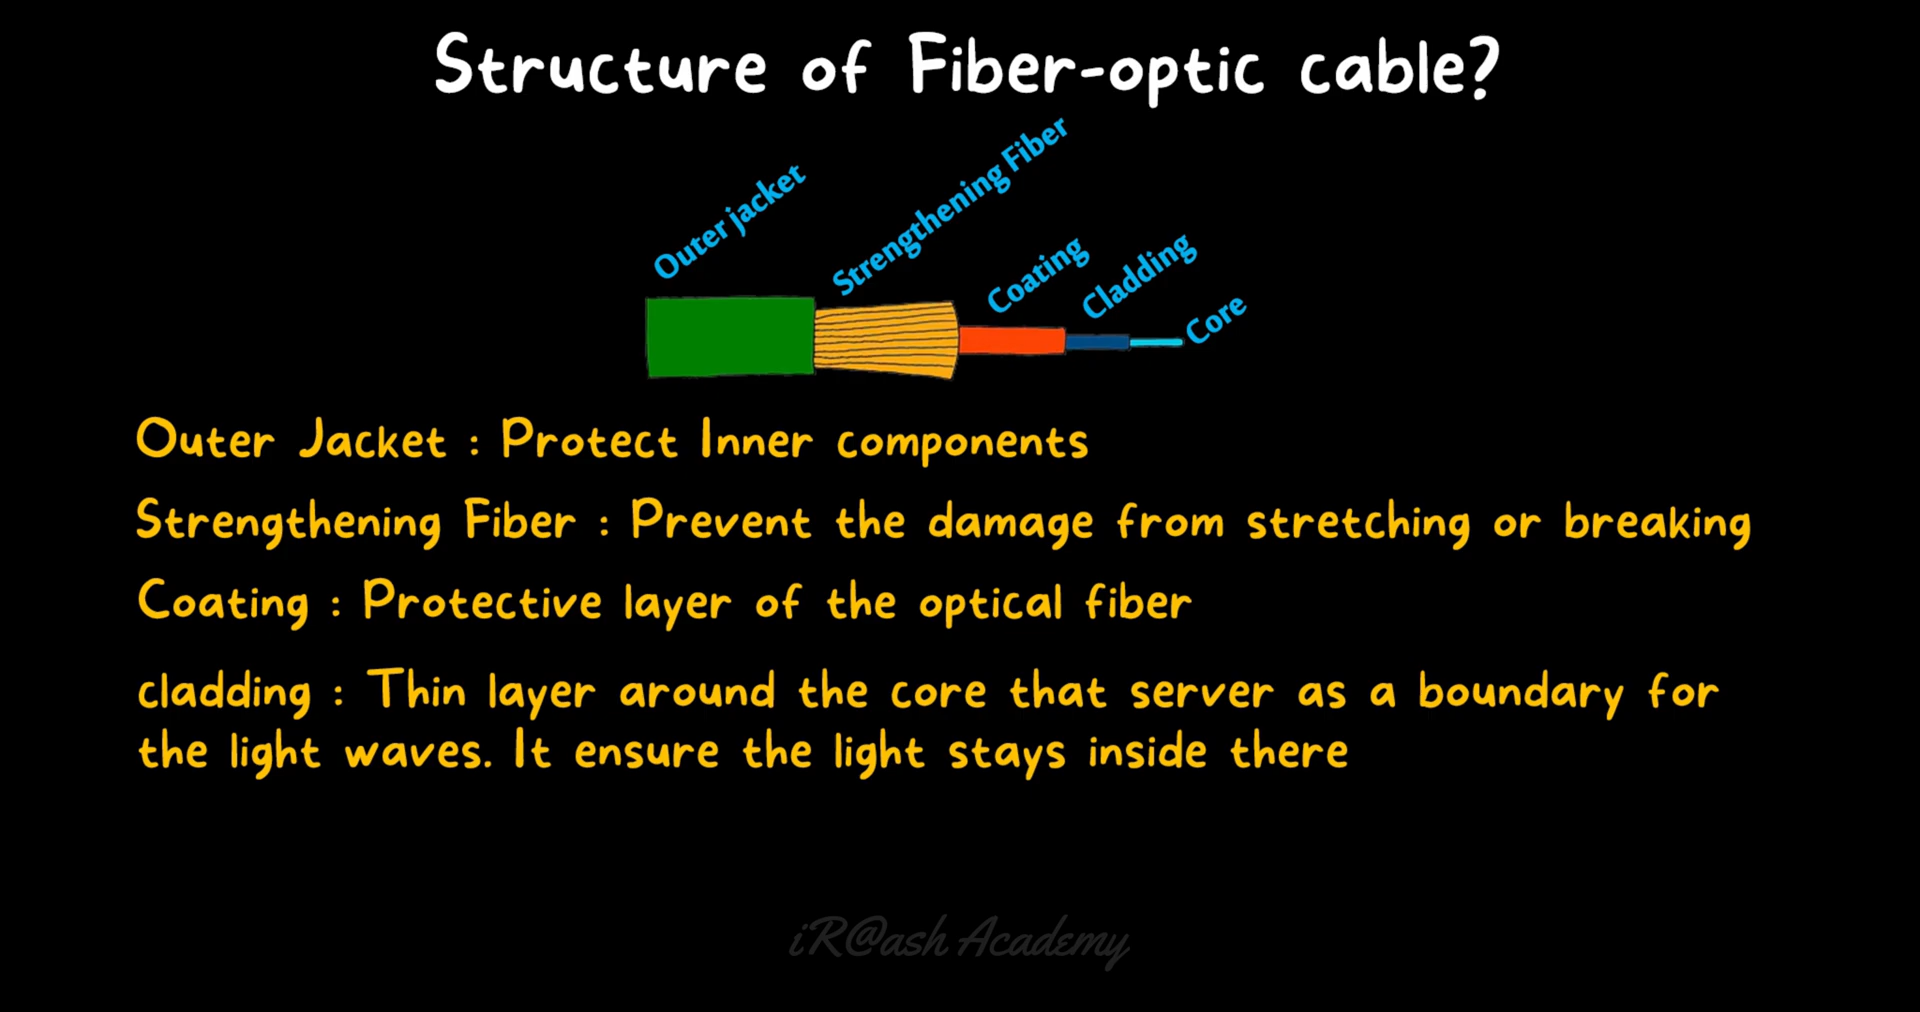 Structure of Fiber-optic cable?
Outer jacket
Strengthening Fiber
Coating
Cladding
Core
Outer Jacket : Protect Inner components
Strengthening Fiber : Prevent the damage from stretching or breaking
Coating : Protective layer of the optical fiber
cladding : Thin layer around the core that server as a boundary for
the light waves. It ensure the light stays inside there
iR@ash Academy